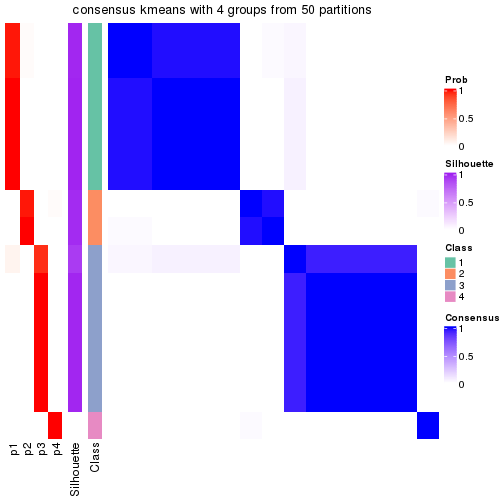 consensus kmeans with 4 groups from 50 partitions
Prob
1
0.5
0
Silhouette
1
0.5
0
Class
1
2
3
4
Consensus
1
0.5
0
p1
p2
p3
p4
Silhouette
Class